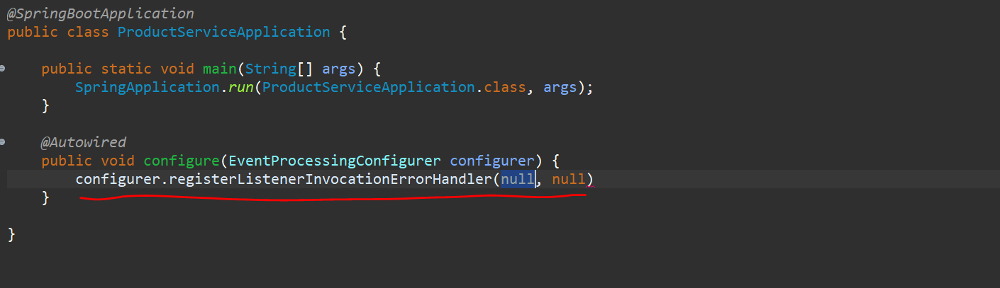 @SpringBootApplication
public class ProductServiceApplication {
public static void main(String[] args) {
SpringApplication.run(ProductServiceApplication.class, args);
}
@Autowired
public void configure(EventProcessingConfigurer configurer) {
configurer.registerListenerInvocationErrorHandler(null, null)
}
}